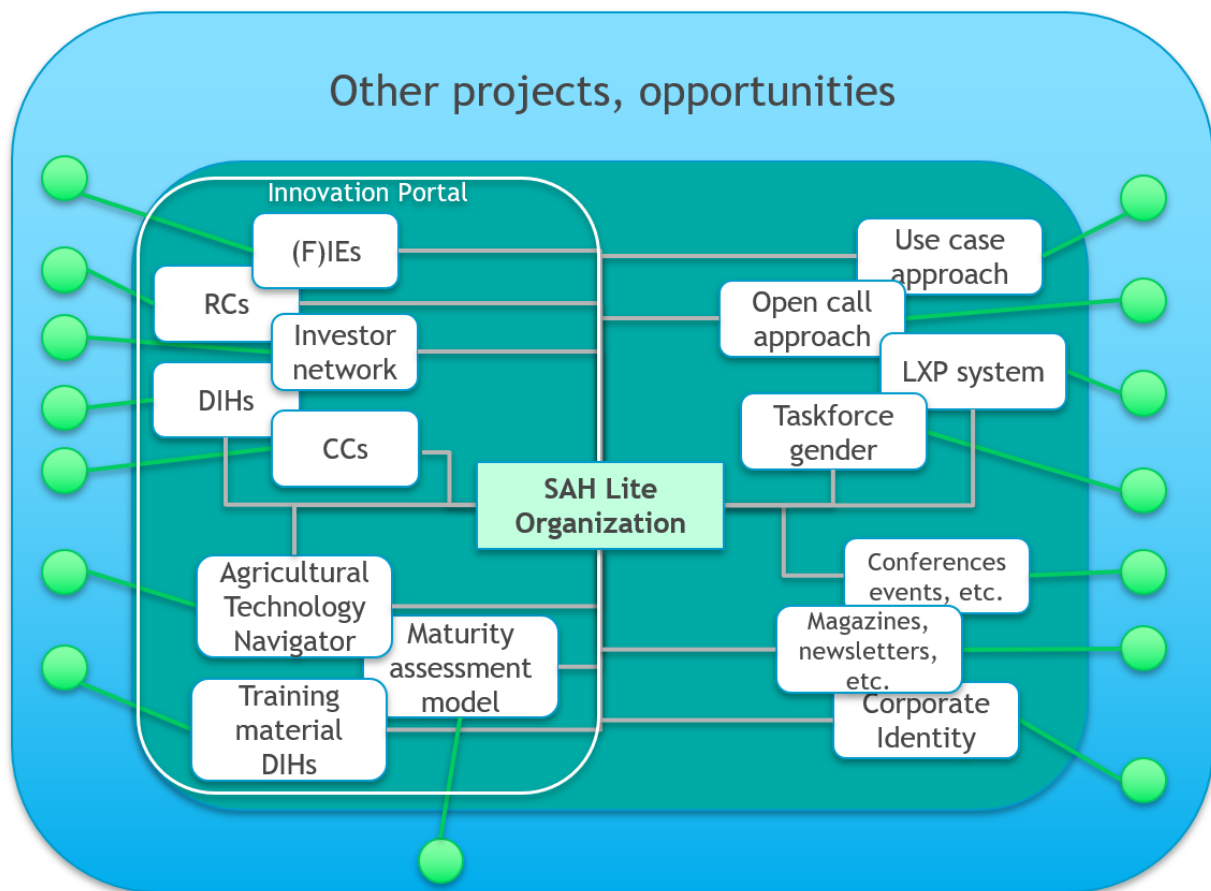 Other projects, opportunities
Innovation Portal
(F)IEs
RCs
Investor
network
DIHs
CCs
Agricultural
Technology
Navigator
Maturity
assessment
model
Training
material
DIHs
SAH Lite
Organization
Use case
approach
Open call
approach
LXP system
Taskforce
gender
Conferences
events, etc.
Magazines,
newsletters,
etc.
Corporate
Identity